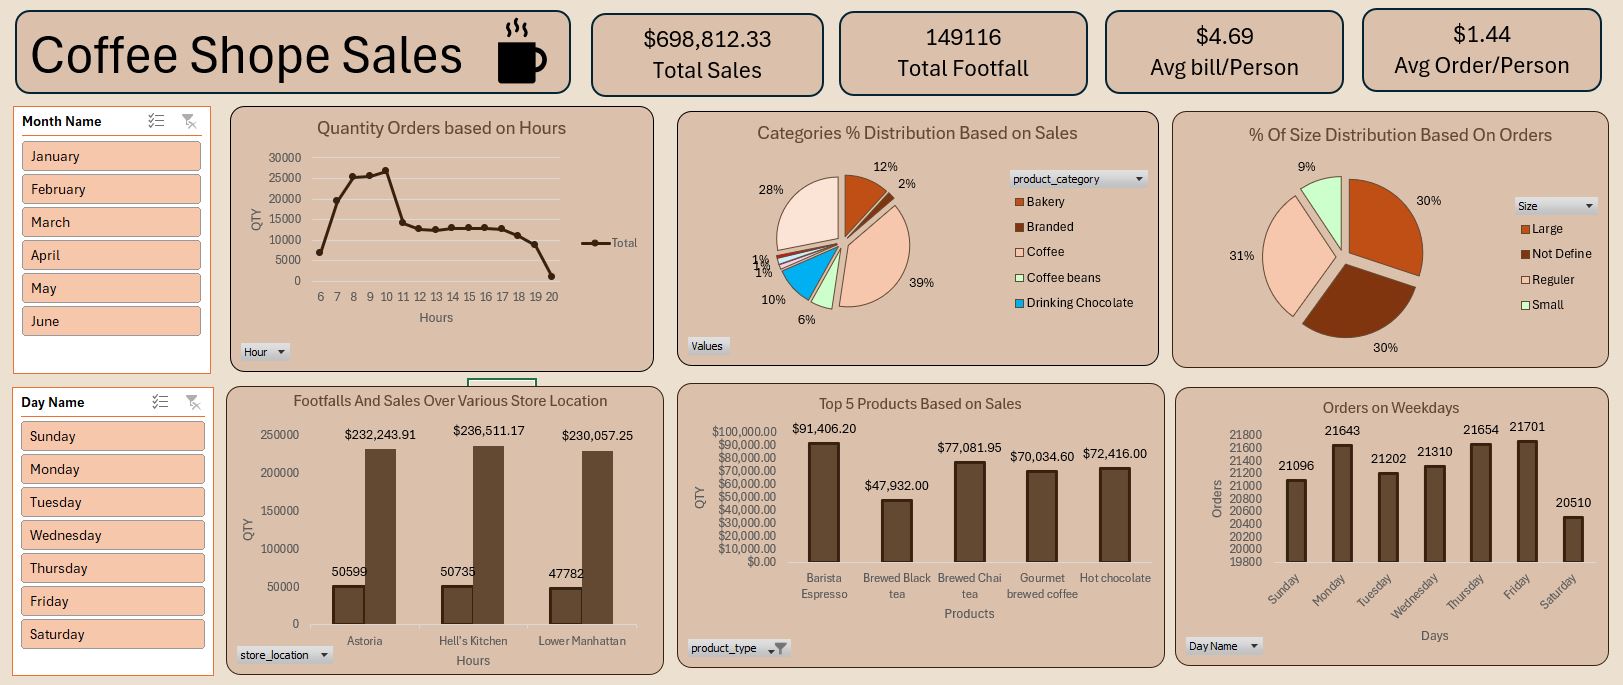 Coffee Shope Sales
$698,812.33
Total Sales
149116
Total Footfall
$4.69
Avg bill/Person
$1.44
Avg Order/Person
Month Name
January
February
March
April
May
June
Quantity Orders based on Hours
30000
25000
20000
15000
10000
5000
0
QTY
6 7 8 9 10 11 12 13 14 15 16 17 18 19 20
Hours
Total
Hour
Categories % Distribution Based on Sales
12%
2%
39%
6%
10%
1%
1%
1%
28%
product_category
Bakery
Branded
Coffee
Coffee beans
Drinking Chocolate
Values
% Of Size Distribution Based On Orders
9%
30%
31%
30%
Size
Large
Not Define
Reguler
Small
Day Name
Sunday
Monday
Tuesday
Wednesday
Thursday
Friday
Saturday
Footfalls And Sales Over Various Store Location
250000
200000
150000
100000
50000
0
QTY
$232,243.91
$236,511.17
$230,057.25
50599
50735
47782
Astoria
Hell's Kitchen
Lower Manhattan
Hours
store_location
Top 5 Products Based on Sales
$100,000.00
$90,000.00
$80,000.00
$70,000.00
$60,000.00
$50,000.00
$40,000.00
$30,000.00
$20,000.00
$10,000.00
$0.00
QTY
$91,406.20
$47,932.00
$77,081.95
$70,034.60
$72,416.00
Barista
Espresso
Brewed Black
tea
Brewed Chai
tea
Gourmet
brewed coffee
Hot chocolate
Products
product_type
Orders on Weekdays
21800
21600
21400
21200
21000
20800
20600
20400
20200
20000
19800
Orders
21096
21643
21202
21310
21654
21701
20510
Sunday
Monday
Tuesday
Wednesday
Thursday
Friday
Saturday
Days
Day Name